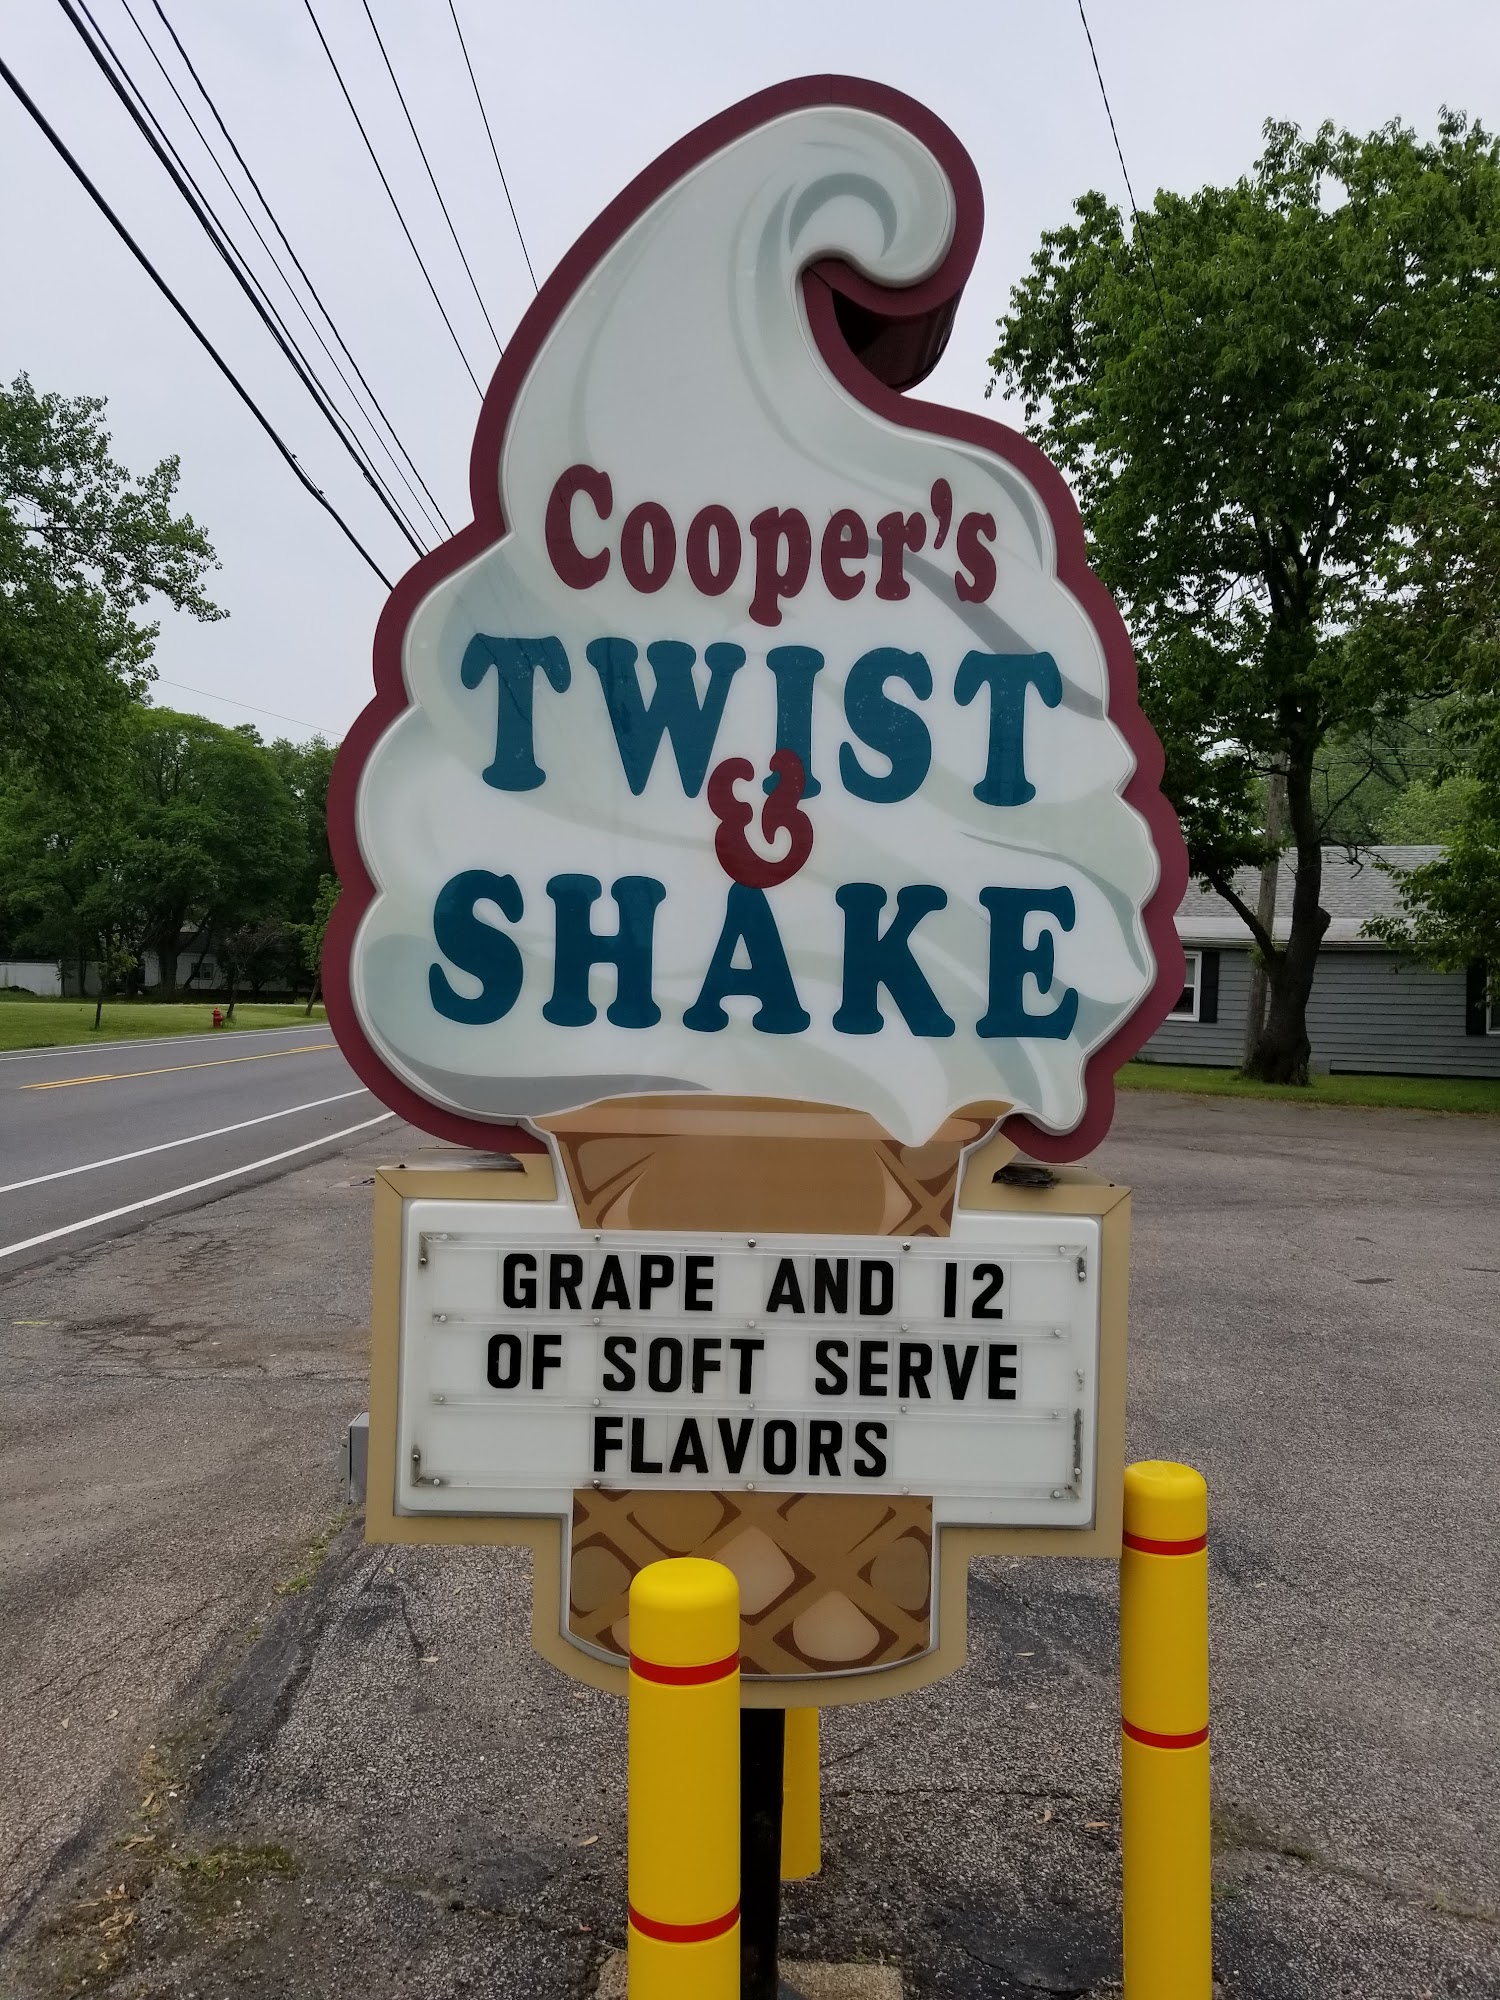 Cooper's
TWIST
&
SHAKE
GRAPE AND 12
OF SOFT SERVE
FLAVORS